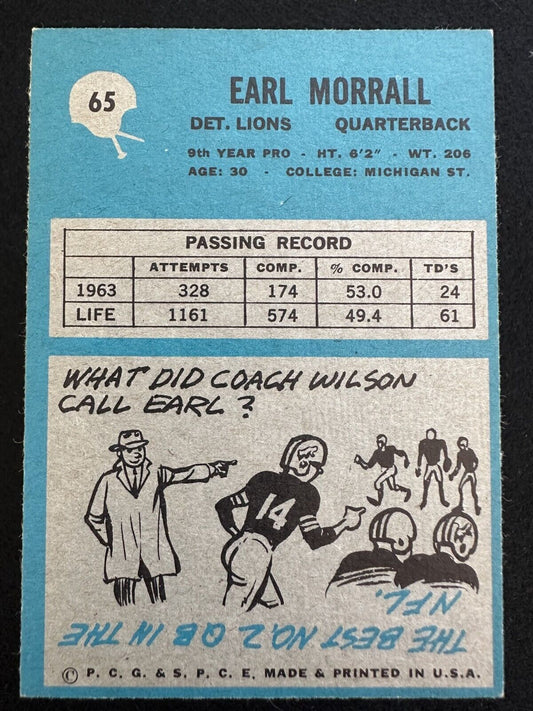 65
EARL MORRALL
DET. LIONS QUARTERBACK
9th YEAR PRO - HT. 6'2" - WT. 206
AGE: 30 - COLLEGE: MICHIGAN ST.
PASSING RECORD
ATTEMPTS COMP. % COMP. TD'S
1963 328 174 53.0 24
LIFE 1161 574 49.4 61
WHAT DID COACH WILSON
CALL EARL?
14
THE BEST NO. 2 QB IN THE
NFL.
© P. C. G. & S. P. C. E. MADE & PRINTED IN U.S.A.